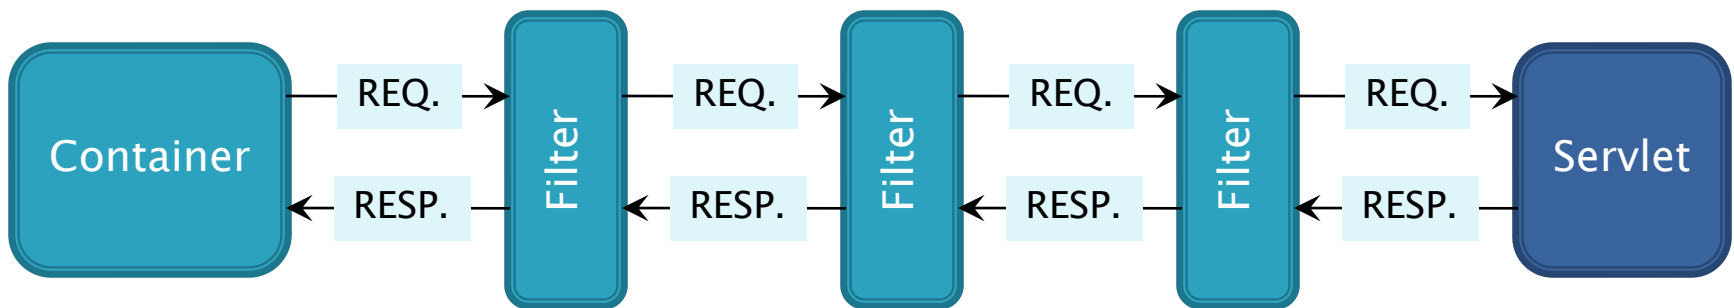 Container
REQ.
RESP.
Filter
REQ.
RESP.
Filter
REQ.
RESP.
Filter
REQ.
RESP.
Servlet